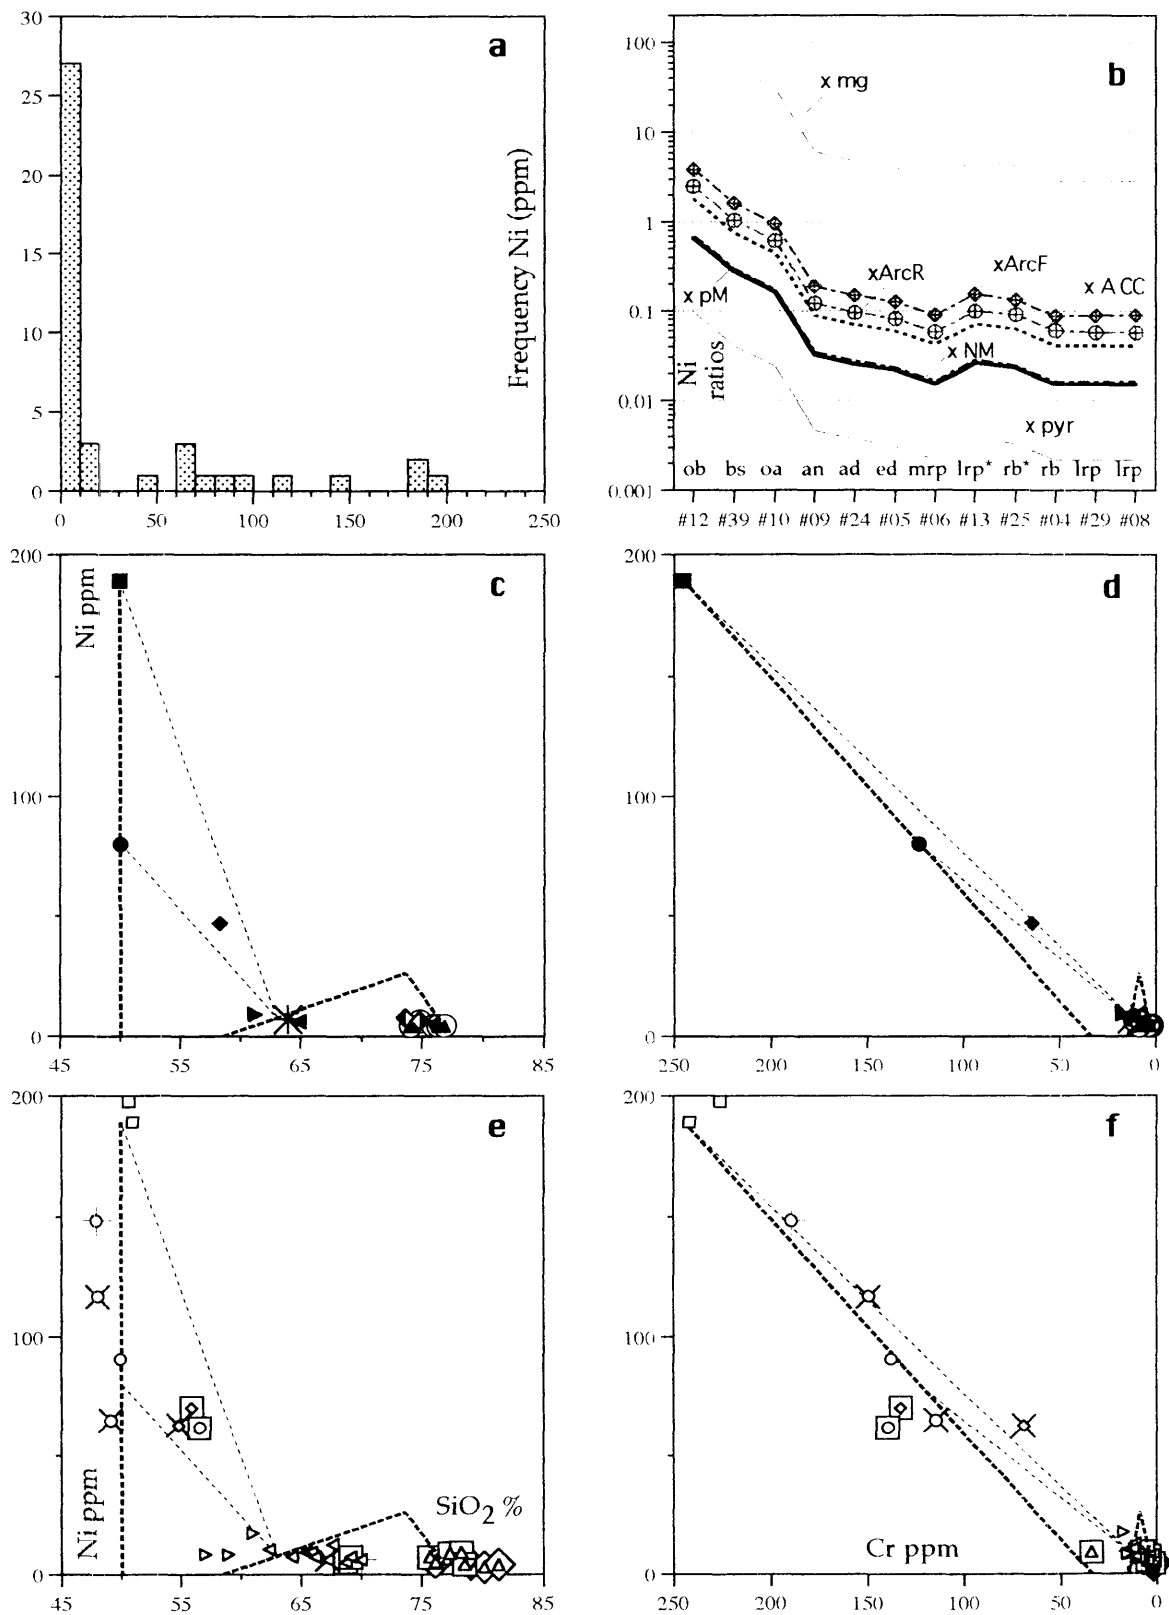 a
Frequency Ni (ppm)
30
25
20
15
10
5
0
0 50 100 150 200 250
b
100
10
1
0.1
0.01
0.001
x mg
xArcR
xArcF
x ACC
x pM
x NM
x pyr
Ni
ratios
ob bs oa an ad ed mrp lrp* rb* rb lrp lrp
#12 #39 #10 #09 #24 #05 #06 #13 #25 #04 #29 #08
c
Ni ppm
200
100
0
45 55 65 75 85
d
200
100
0
250 200 150 100 50 0
e
Ni ppm
SiO2 %
200
100
0
45 55 65 75 85
f
Cr ppm
200
100
0
250 200 150 100 50 0